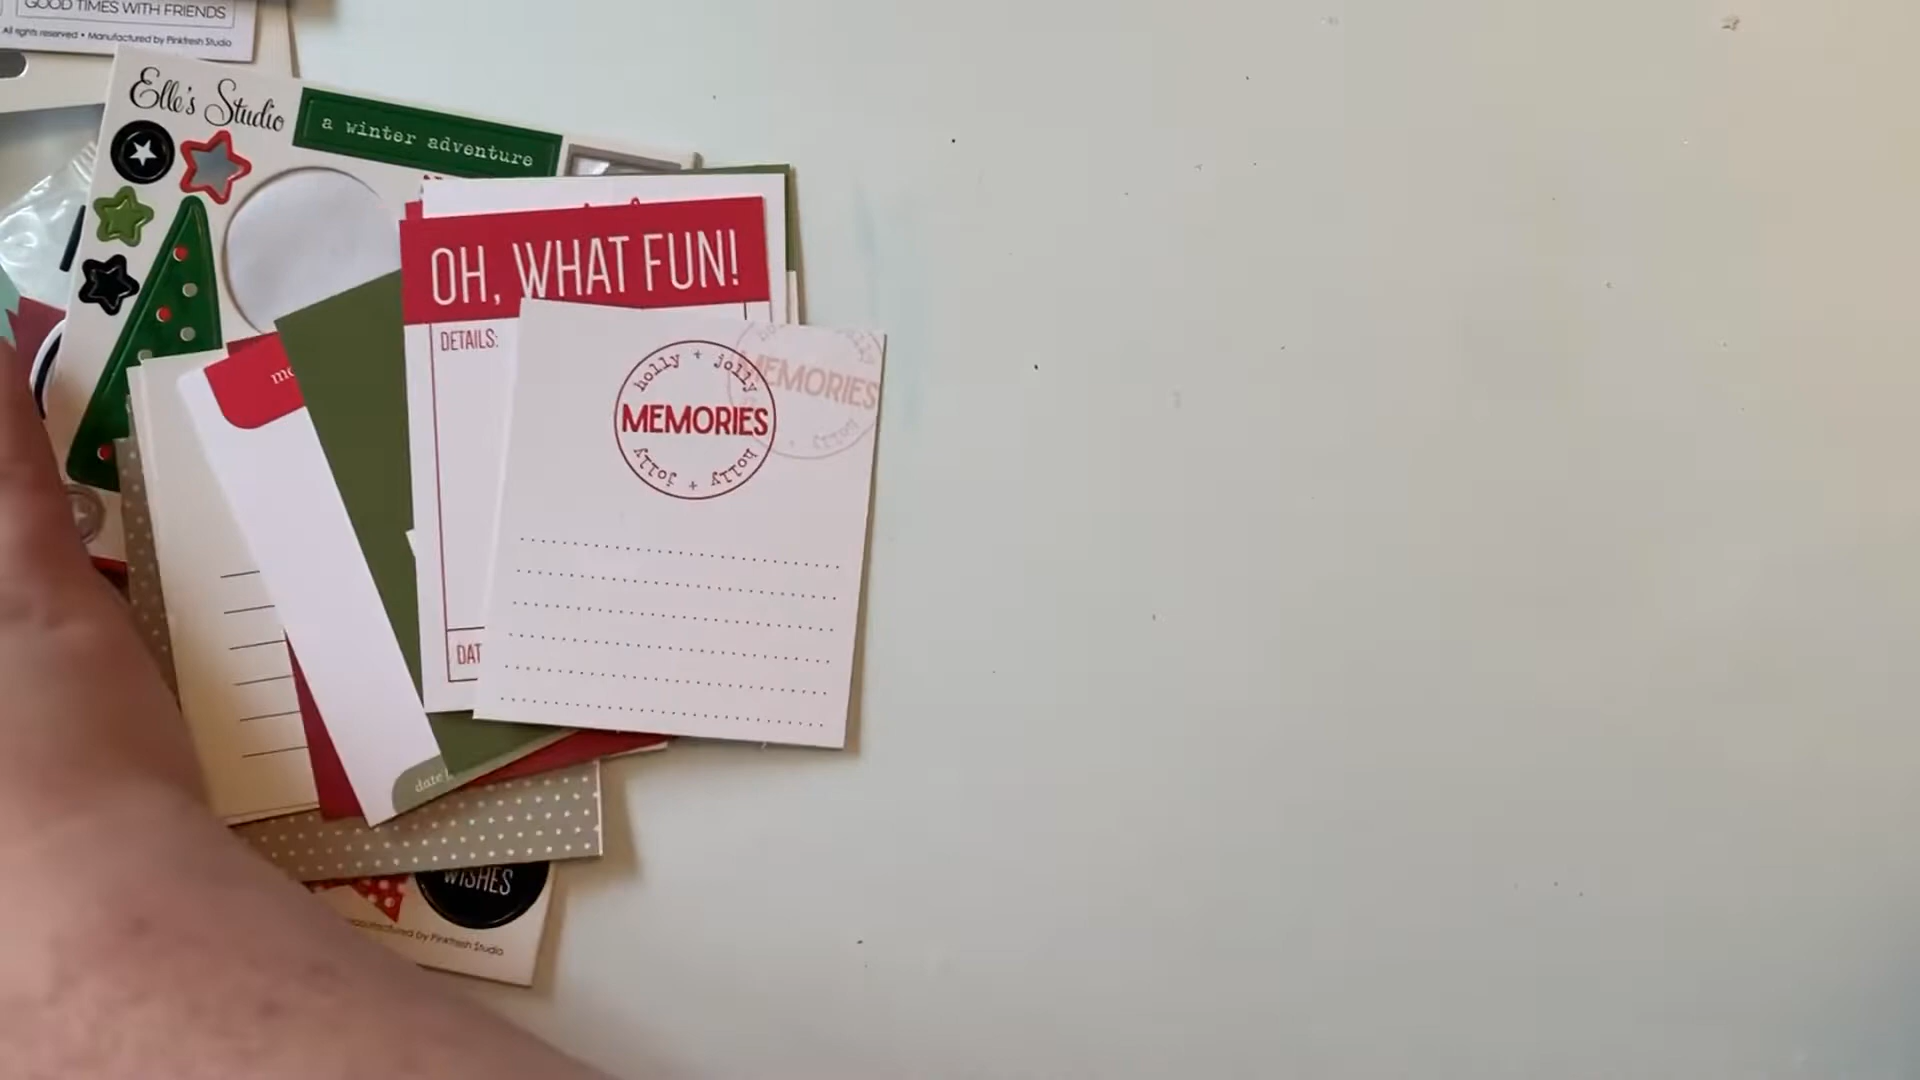 GOOD TIMES WITH FRIENDS
All rights reserved • Manufactured by Pinkfresh Studio
Elle's Studio
a winter adventure
OH, WHAT FUN!
DETAILS:
holly + jolly
MEMORIES
holly + jolly
MEMORIES
holly
date
WISHES
Manufactured by Pinkfresh Studio